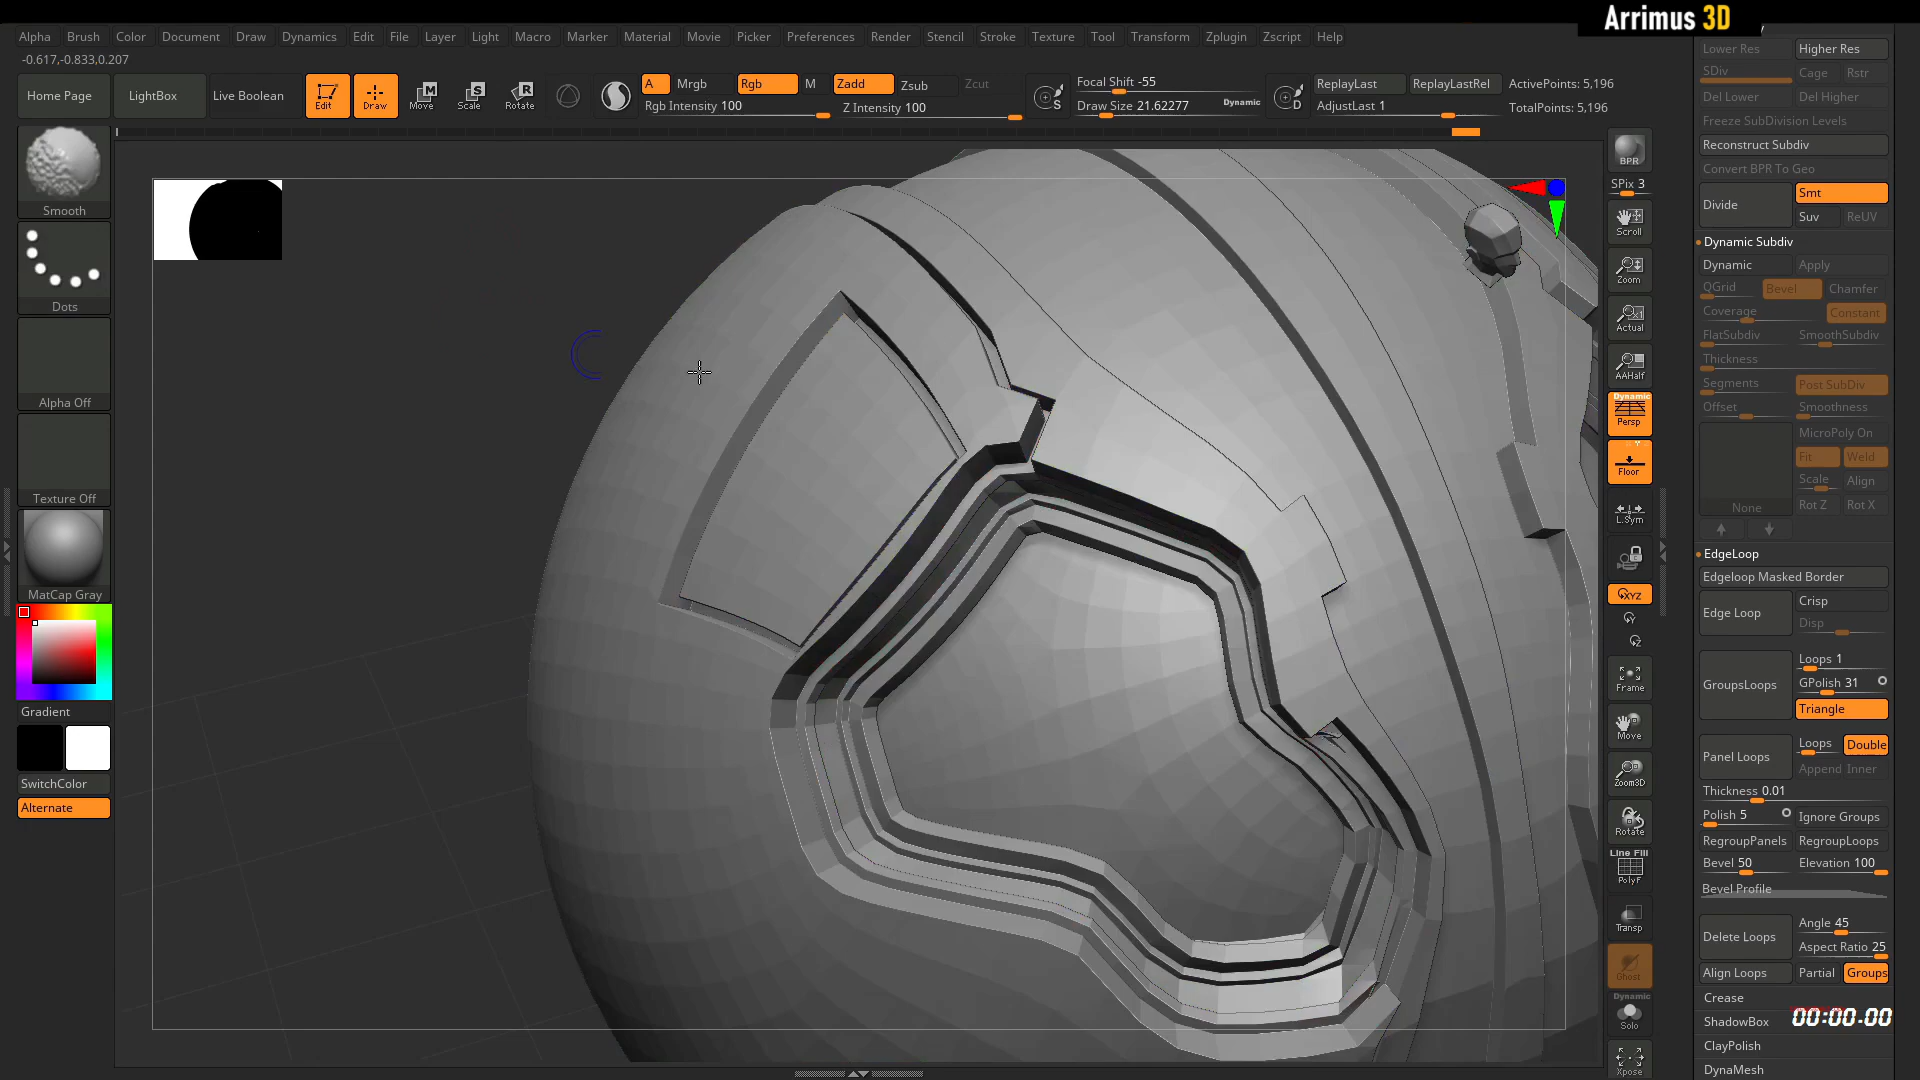 Arrimus 3D
Alpha Brush Color Document Draw Dynamics Edit File Layer Light Macro Marker Material Movie Picker Preferences Render Stencil Stroke Texture Tool Transform Zplugin Zscript Help
-0.617,-0.833,0.207
Home Page
LightBox
Live Boolean
Edit
Draw
Move
Scale
Rotate
A
Mrgb
Rgb
M
Zadd
Zsub
Zcut
Rgb Intensity 100
Z Intensity 100
S
Focal Shift -55
Draw Size 21.62277
Dynamic
D
ReplayLast
ReplayLastRel
AdjustLast 1
ActivePoints: 5,196
TotalPoints: 5,196
Smooth
Dots
Alpha Off
Texture Off
MatCap Gray
Gradient
SwitchColor
Alternate
BPR
SPix 3
Scroll
Zoom
Actual
AAHalf
Dynamic
Persp
Floor
L.Sym
XYZ
Y
Z
Frame
Move
Zoom3D
Rotate
Line Fill
PolyF
Transp
Ghost
Dynamic
Solo
Xpose
Lower Res
Higher Res
SDiv
Cage
Rstr
Del Lower
Del Higher
Freeze SubDivision Levels
Reconstruct Subdiv
Convert BPR To Geo
Divide
Smt
Suv
ReUV
Dynamic Subdiv
Dynamic
Apply
QGrid
Bevel
Chamfer
Coverage
Constant
FlatSubdiv
SmoothSubdiv
Thickness
Segments
Post SubDiv
Offset
Smoothness
None
MicroPoly On
Fit
Weld
Scale
Align
Rot Z
Rot X
EdgeLoop
Edgeloop Masked Border
Edge Loop
Crisp
Disp
GroupsLoops
Loops 1
GPolish 31
Triangle
Panel Loops
Loops
Double
Append
Inner
Thickness 0.01
Polish 5
Ignore Groups
RegroupPanels
RegroupLoops
Bevel 50
Elevation 100
Bevel Profile
Delete Loops
Angle 45
Aspect Ratio 25
Align Loops
Partial
Groups
Crease
ShadowBox
00:00.00
ClayPolish
DynaMesh